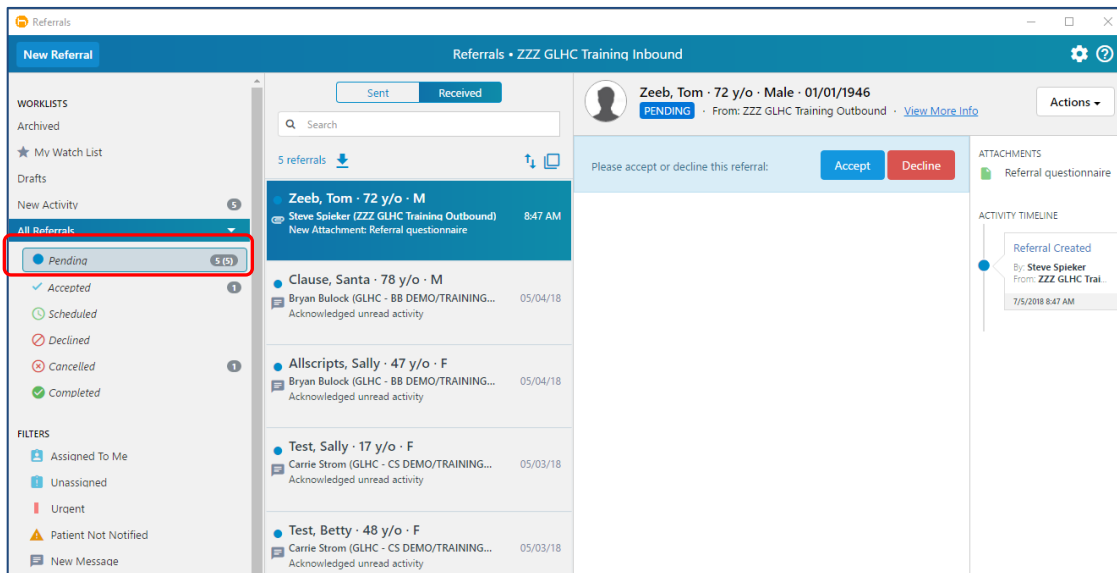 Referrals
New Referral
Referrals • ZZZ GLHC Training Inbound
WORKLISTS
Archived
My Watch List
Drafts
New Activity 5
All Referrals
Pending 5 (5)
Accepted 1
Scheduled
Declined
Cancelled 1
Completed
FILTERS
Assigned To Me
Unassigned
Urgent
Patient Not Notified
New Message
Sent Received
Search
5 referrals
Zeeb, Tom · 72 y/o · M
Steve Spieker (ZZZ GLHC Training Outbound) 8:47 AM
New Attachment: Referral questionnaire
Clause, Santa · 78 y/o · M
Bryan Bulock (GLHC - BB DEMO/TRAINING... 05/04/18
Acknowledged unread activity
Allscripts, Sally · 47 y/o · F
Bryan Bulock (GLHC - BB DEMO/TRAINING... 05/04/18
Acknowledged unread activity
Test, Sally · 17 y/o · F
Carrie Strom (GLHC - CS DEMO/TRAINING... 05/03/18
Acknowledged unread activity
Test, Betty · 48 y/o · F
Carrie Strom (GLHC - CS DEMO/TRAINING... 05/03/18
Acknowledged unread activity
Zeeb, Tom · 72 y/o · Male · 01/01/1946
PENDING · From: ZZZ GLHC Training Outbound · View More Info
Actions
Please accept or decline this referral: Accept Decline
ATTACHMENTS
Referral questionnaire
ACTIVITY TIMELINE
Referral Created
By: Steve Spieker
From: ZZZ GLHC Trai...
7/5/2018 8:47 AM